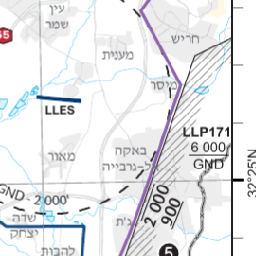 עין
שמר
65
מענית
חריש
מיסר
LLES
LLP171
6 000
GND
מאור
באקה
אל-גרבייה
32°25'N
GND - 2 000'
2 000
900
שדה
יצחק
ג'ת
להבות
5